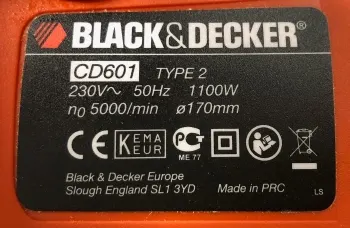 BLACK&DECKER®
CD601 TYPE 2
230V~ 50Hz 1100W
n0 5000/min ø170mm
CE KEMA KEUR ME 77
Black & Decker Europe
Slough England SL1 3YD Made in PRC LS